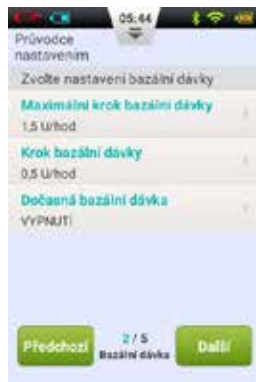 05:44
Průvodce
nastavením
Zvolte nastavení bazální dávky
Maximální krok bazální dávky
1,5 U/hod
Krok bazální dávky
0,5 U/hod
Dočasná bazální dávka
VYPNUTÍ
Předchozí
2 / 5
Další
Bazální dávka